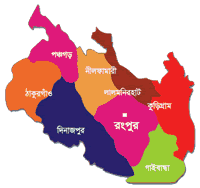 পঞ্চগড়
নীলফামারী
ঠাকুরগাঁও
লালমনিরহাট
কুড়িগ্রাম
দিনাজপুর
রংপুর
গাইবান্ধা